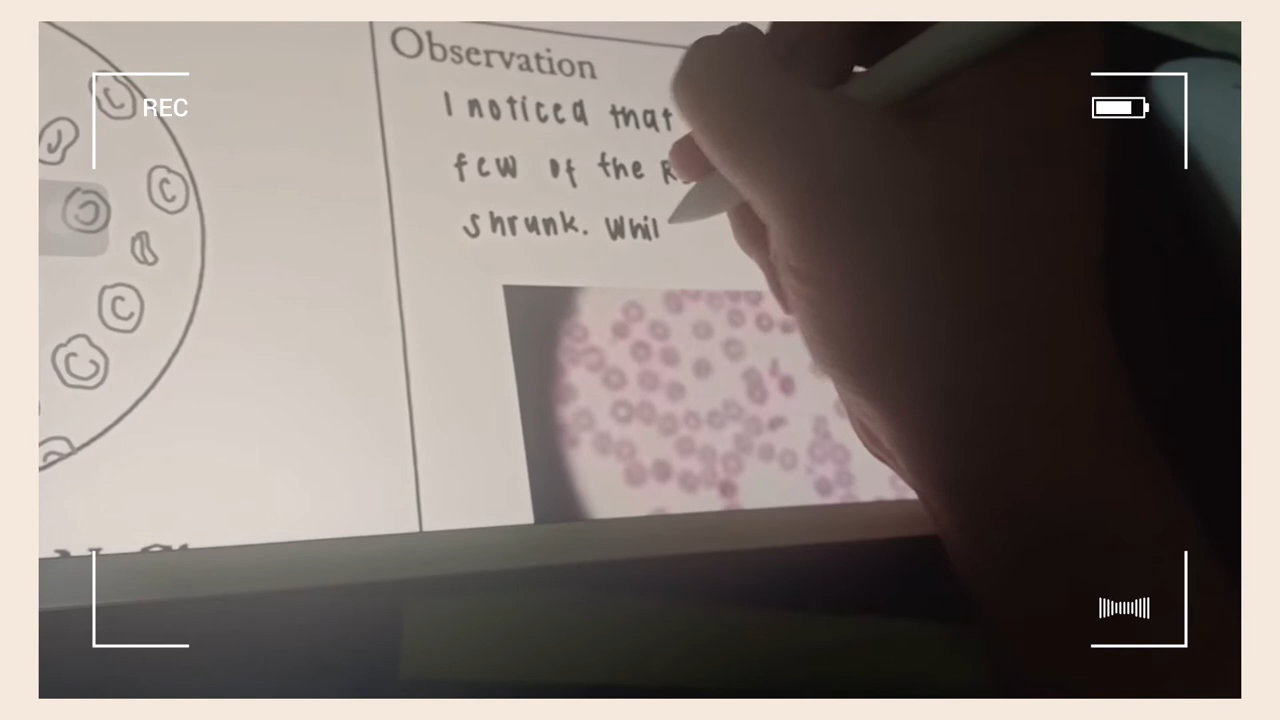 REC
Observation
I noticed that
few of the
shrunk. Whil